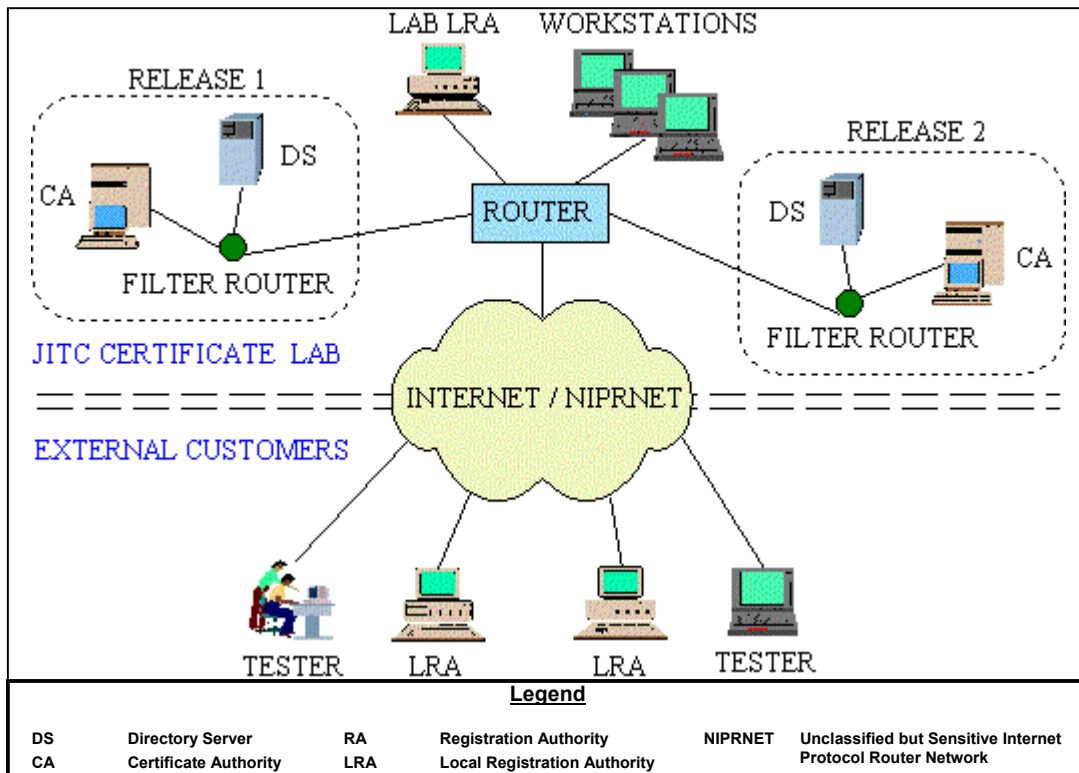 LAB LRA
WORKSTATIONS
RELEASE 1
DS
CA
FILTER ROUTER
ROUTER
RELEASE 2
DS
CA
FILTER ROUTER
JITC CERTIFICATE LAB
INTERNET / NIPRNET
EXTERNAL CUSTOMERS
TESTER
LRA
LRA
TESTER
Legend
DS Directory Server RA Registration Authority NIPRNET Unclassified but Sensitive Internet
CA Certificate Authority LRA Local Registration Authority Protocol Router Network